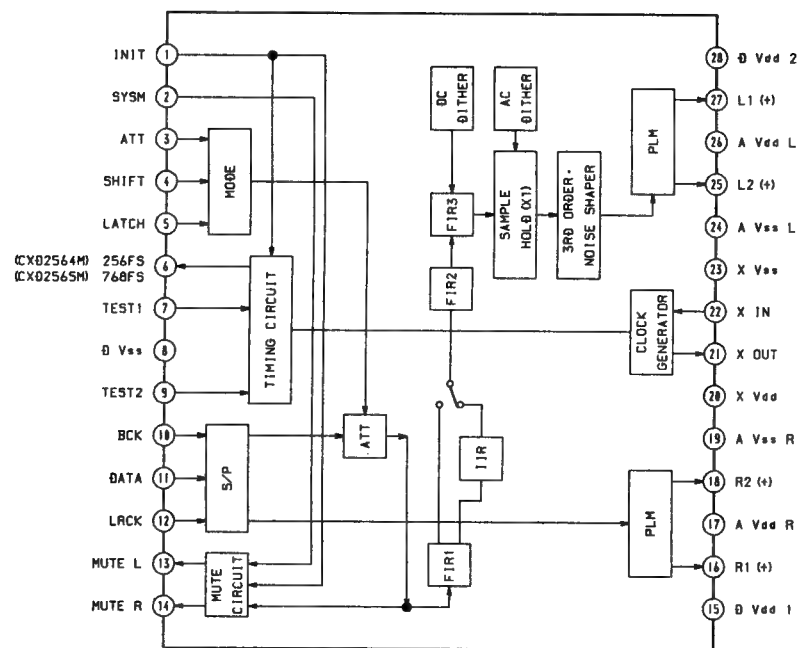 INIT 1
SYSM 2
ATT 3
SHIFT 4
LATCH 5
(CXD2564M) 256FS 6
(CXD2565M) 768FS
TEST1 7
D Vss 8
TEST2 9
BCK 10
DATA 11
LRCK 12
MUTE L 13
MUTE R 14
MODE
TIMING CIRCUIT
S/P
MUTE CIRCUIT
ATT
DC DITHER
AC DITHER
FIR3
SAMPLE HOLD(X1)
3RD ORDER·NOISE SHAPER
FIR2
IIR
FIR1
PLM
CLOCK GENERATOR
PLM
28 D Vdd 2
27 L1 (+)
26 A Vdd L
25 L2 (+)
24 A Vss L
23 X Vss
22 X IN
21 X OUT
20 X Vdd
19 A Vss R
18 R2 (+)
17 A Vdd R
16 R1 (+)
15 D Vdd 1